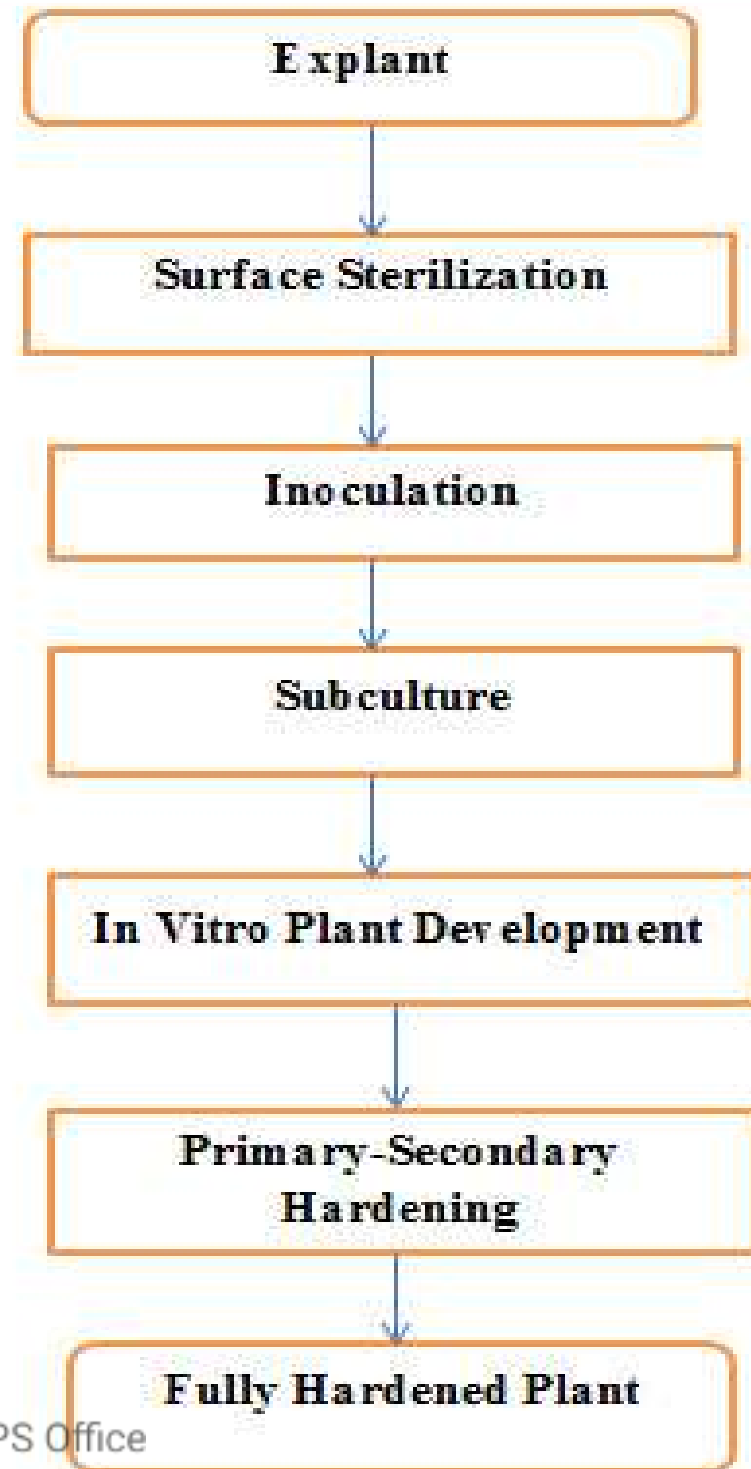 Explant
Surface Sterilization
Inoculation
Subculture
In Vitro Plant Development
Primary-Secondary
Hardening
Fully Hardened Plant
PS Office